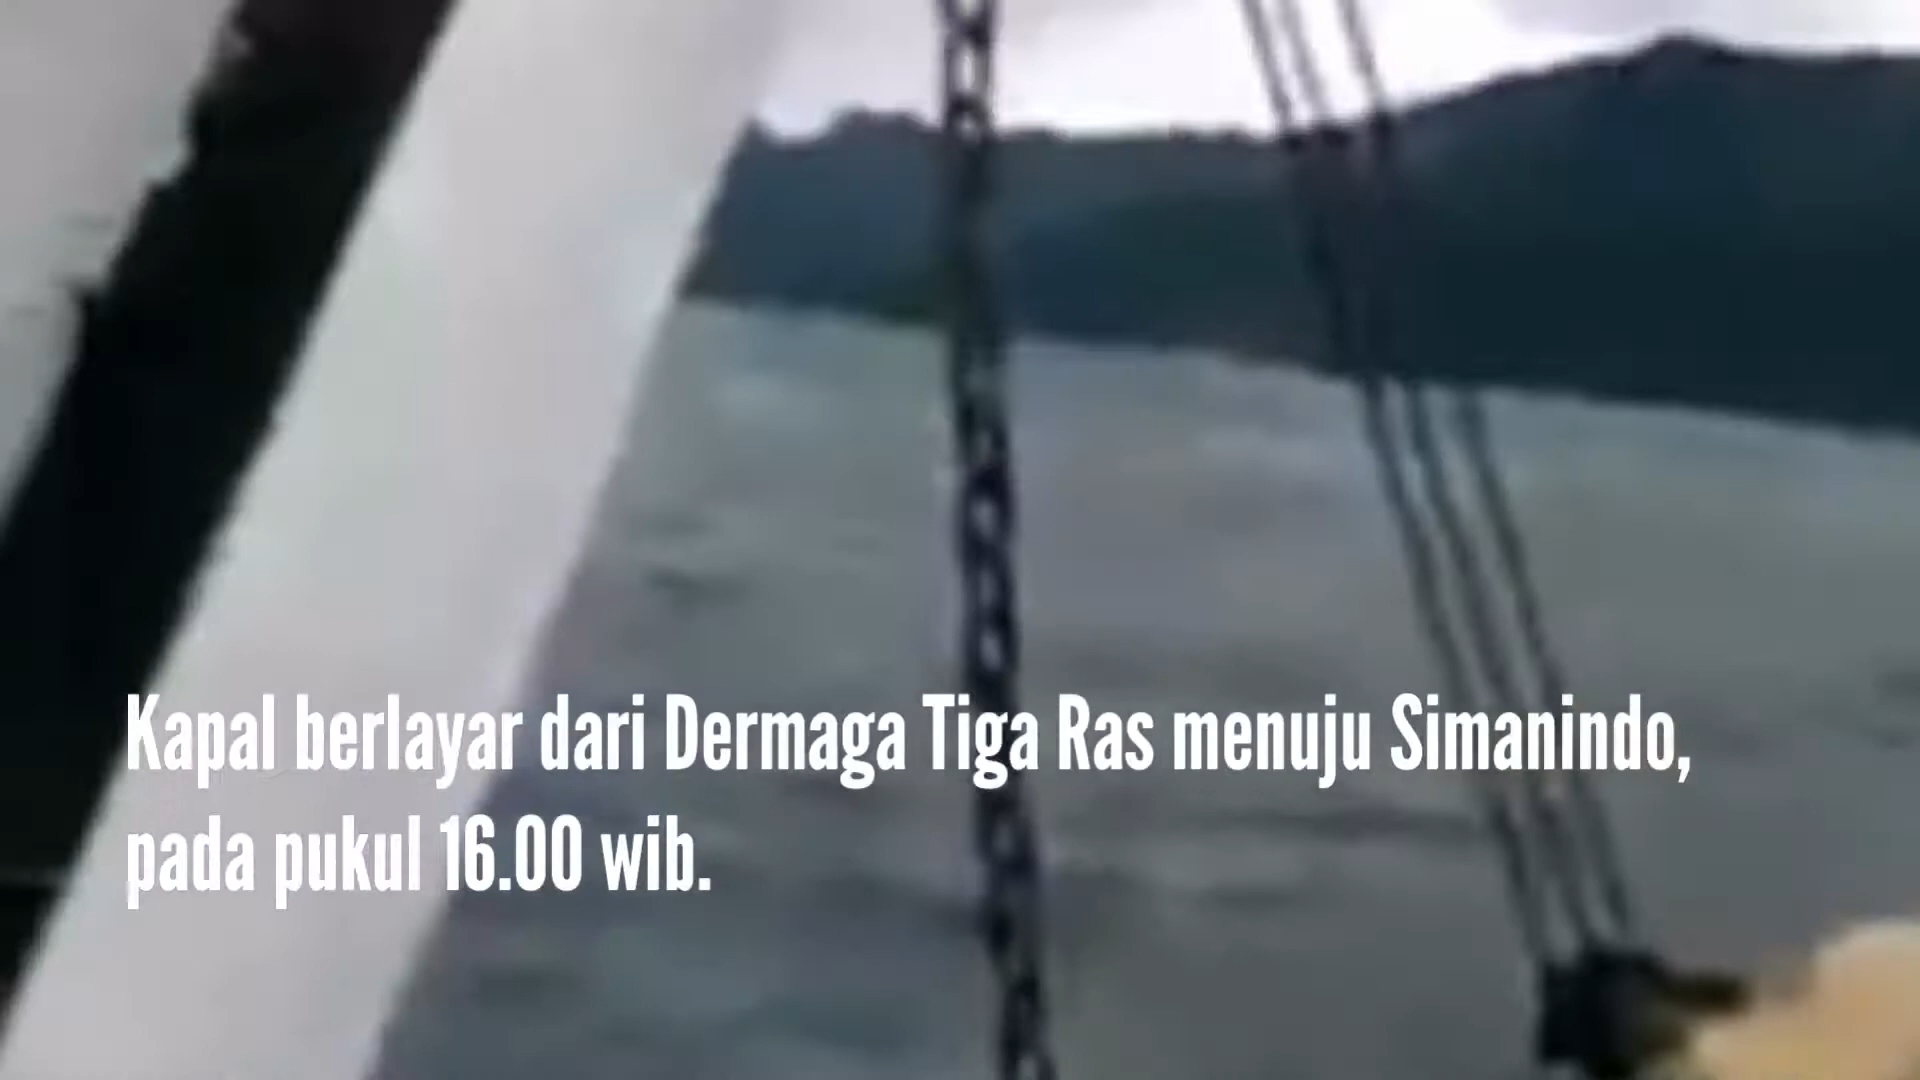 Kapal berlayar dari Dermaga Tiga Ras menuju Simanindo,
pada pukul 16.00 wib.